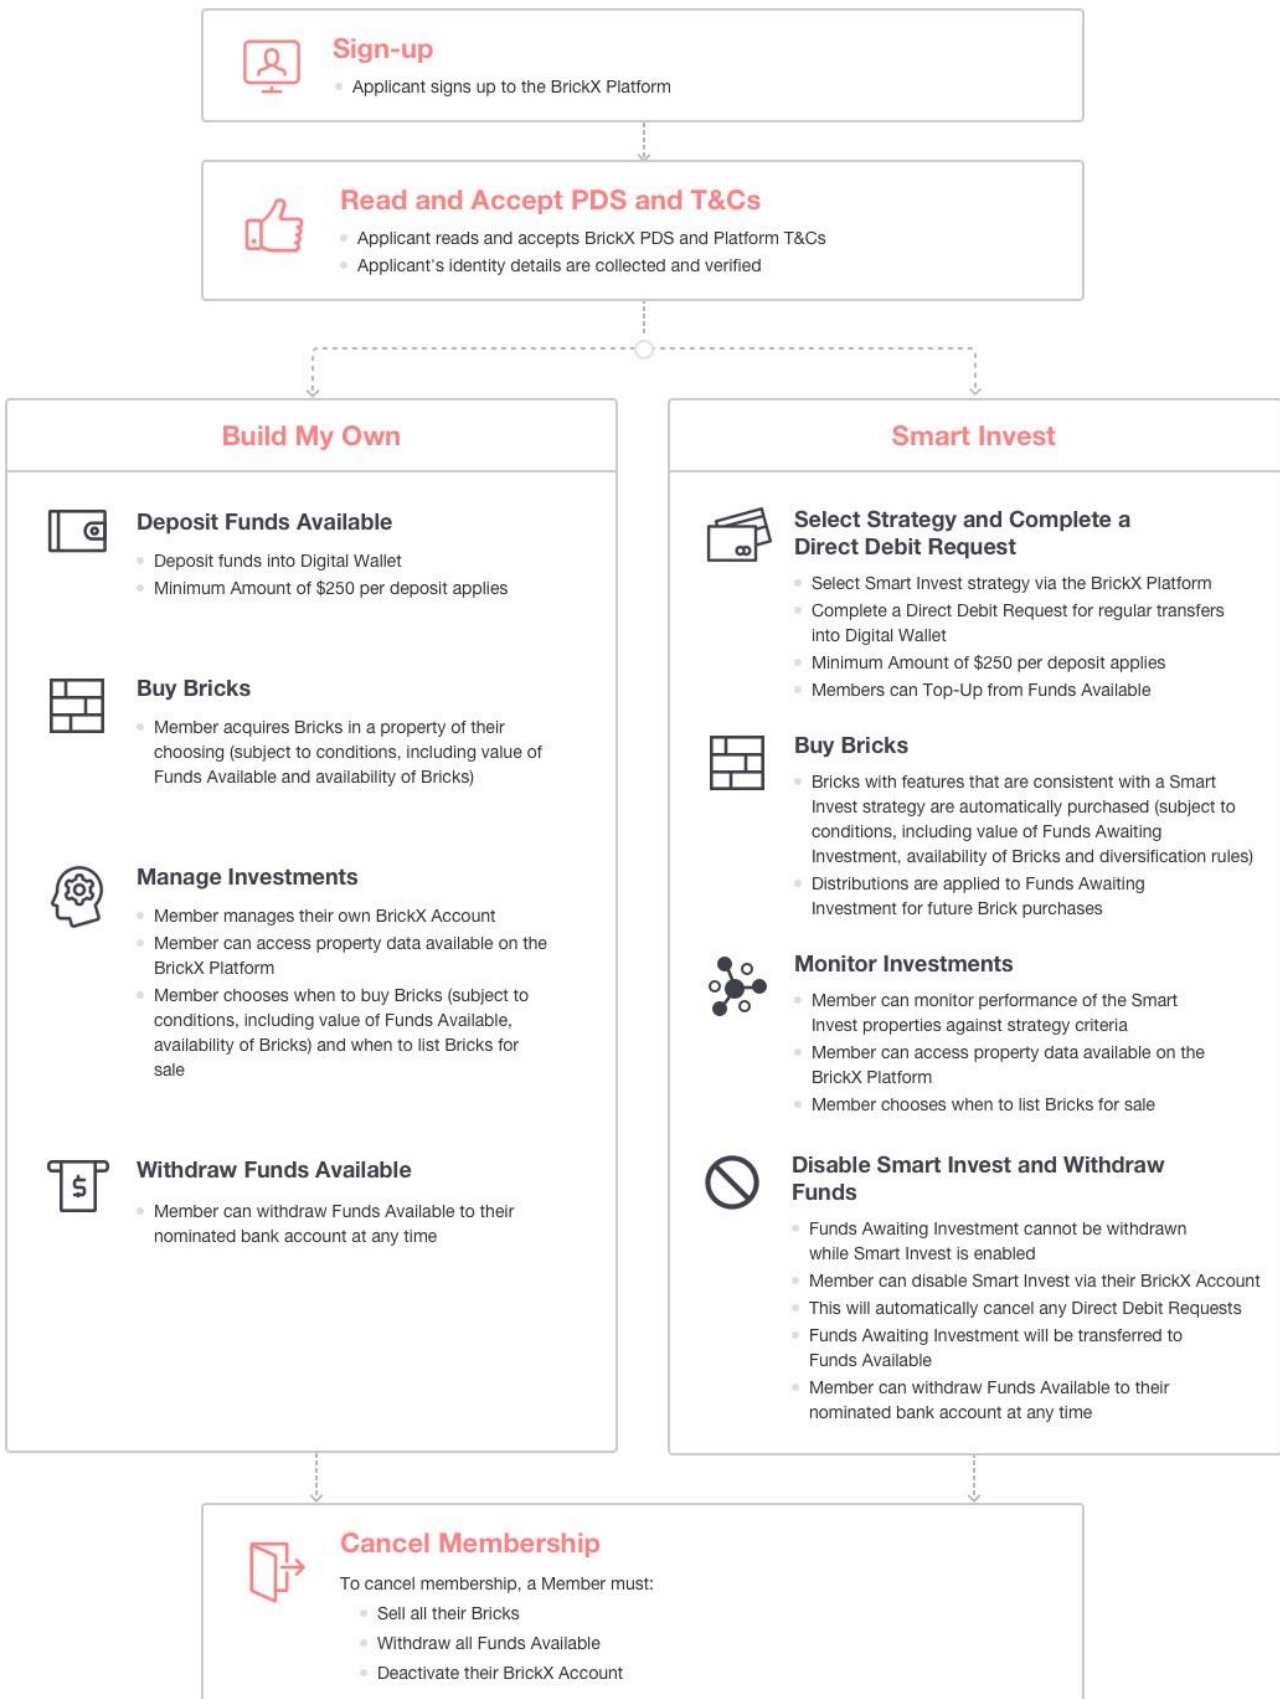 Sign-up
Applicant signs up to the BrickX Platform
Read and Accept PDS and T&Cs
Applicant reads and accepts BrickX PDS and Platform T&Cs
Applicant's identity details are collected and verified
Build My Own
Deposit Funds Available
Deposit funds into Digital Wallet
Minimum Amount of $250 per deposit applies
Buy Bricks
Member acquires Bricks in a property of their
choosing (subject to conditions, including value of
Funds Available and availability of Bricks)
Manage Investments
Member manages their own BrickX Account
Member can access property data available on the
BrickX Platform
Member chooses when to buy Bricks (subject to
conditions, including value of Funds Available,
availability of Bricks) and when to list Bricks for
sale
$
Withdraw Funds Available
Member can withdraw Funds Available to their
nominated bank account at any time
Smart Invest
Select Strategy and Complete a
Direct Debit Request
Select Smart Invest strategy via the BrickX Platform
Complete a Direct Debit Request for regular transfers
into Digital Wallet
Minimum Amount of $250 per deposit applies
Members can Top-Up from Funds Available
Buy Bricks
Bricks with features that are consistent with a Smart
Invest strategy are automatically purchased (subject to
conditions, including value of Funds Awaiting
Investment, availability of Bricks and diversification rules)
Distributions are applied to Funds Awaiting
Investment for future Brick purchases
Monitor Investments
Member can monitor performance of the Smart
Invest properties against strategy criteria
Member can access property data available on the
BrickX Platform
Member chooses when to list Bricks for sale
Disable Smart Invest and Withdraw
Funds
Funds Awaiting Investment cannot be withdrawn
while Smart Invest is enabled
Member can disable Smart Invest via their BrickX Account
This will automatically cancel any Direct Debit Requests
Funds Awaiting Investment will be transferred to
Funds Available
Member can withdraw Funds Available to their
nominated bank account at any time
Cancel Membership
To cancel membership, a Member must:
Sell all their Bricks
Withdraw all Funds Available
Deactivate their BrickX Account